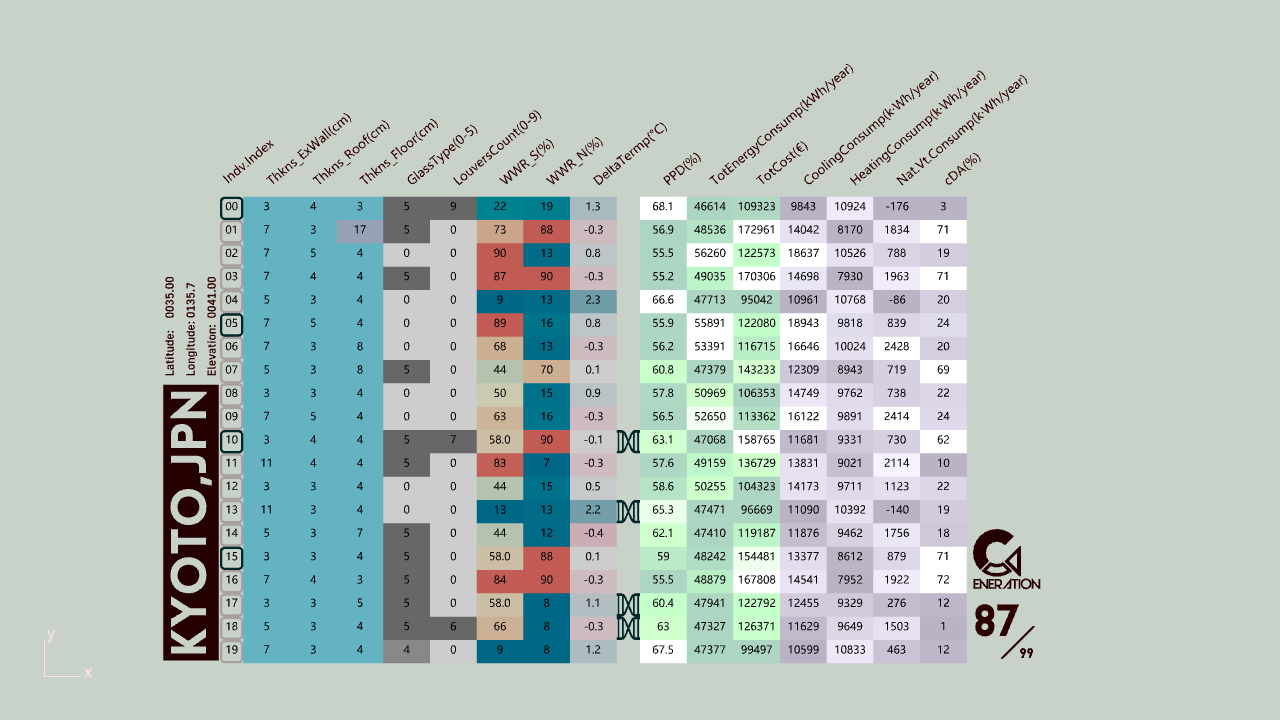 Indv.Index Thkns_ExWall(cm) Thkns_Roof(cm) Thkns_Floor(cm) GlassType(0-5) LouversCount(0-9) WWR_S(%) WWR_N(%) DeltaTermp(°C) PPD(%) TotEnergyConsump(kWh/year) TotCost(€) CoolingConsump(k·Wh/year) HeatingConsump(k·Wh/year) Nat.Vt.Consump(k·Wh/year) cDA(%)
00 3 4 3 5 9 22 19 1.3 68.1 46614 109323 9843 10924 -176 3
01 7 3 17 5 0 73 88 -0.3 56.9 48536 172961 14042 8170 1834 71
02 7 5 4 0 0 90 13 0.8 55.5 56260 122573 18637 10526 788 19
03 7 4 4 5 0 87 90 -0.3 55.2 49035 170306 14698 7930 1963 71
04 5 3 4 0 0 9 13 2.3 66.6 47713 95042 10961 10768 -86 20
05 7 5 4 0 0 89 16 0.8 55.9 55891 122080 18943 9818 839 24
06 7 3 8 0 0 68 13 -0.3 56.2 53391 116715 16646 10024 2428 20
07 5 3 8 5 0 44 70 0.1 60.8 47379 143233 12309 8943 719 69
08 3 3 4 0 0 50 15 0.9 57.8 50969 106353 14749 9762 738 22
09 7 5 4 0 0 63 16 -0.3 56.5 52650 113362 16122 9891 2414 24
10 3 4 4 5 7 58.0 90 -0.1 63.1 47068 158765 11681 9331 730 62
11 11 4 4 5 0 83 7 -0.3 57.6 49159 136729 13831 9021 2114 10
12 3 3 4 0 0 44 15 0.5 58.6 50255 104323 14173 9711 1123 22
13 11 3 4 0 0 13 13 2.2 65.3 47471 96669 11090 10392 -140 19
14 5 3 7 5 0 44 12 -0.4 62.1 47410 119187 11876 9462 1756 18
15 3 3 4 5 0 58.0 88 0.1 59 48242 154481 13377 8612 879 71
16 7 4 3 5 0 84 90 -0.3 55.5 48879 167808 14541 7952 1922 72
17 3 3 5 5 0 58.0 8 1.1 60.4 47941 122792 12455 9329 276 12
18 5 3 4 5 6 66 8 -0.3 63 47327 126371 11629 9649 1503 1
19 7 3 4 4 0 9 8 1.2 67.5 47377 99497 10599 10833 463 12
Latitude: 0035.00
Longitude: 0135.7
Elevation: 0041.00
KYOTO,JPN
ENERATION
87/99
y
x